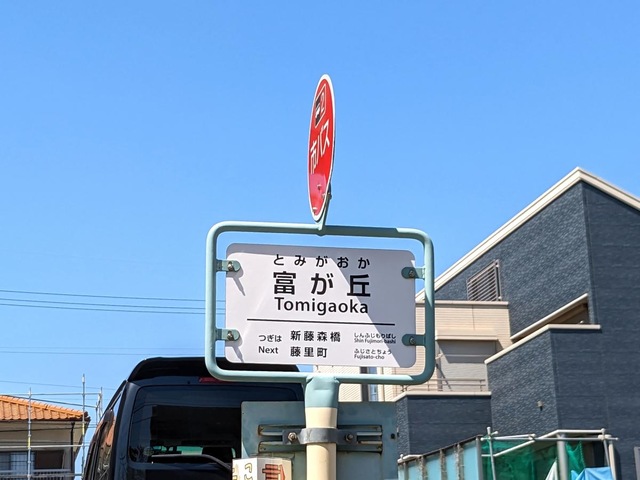 市バス
とみがおか
富が丘
Tomigaoka
つぎは 新藤森橋 しんふじもりばし Shin Fujimori-bashi
Next 藤里町 ふじさとちょう Fujisato-cho